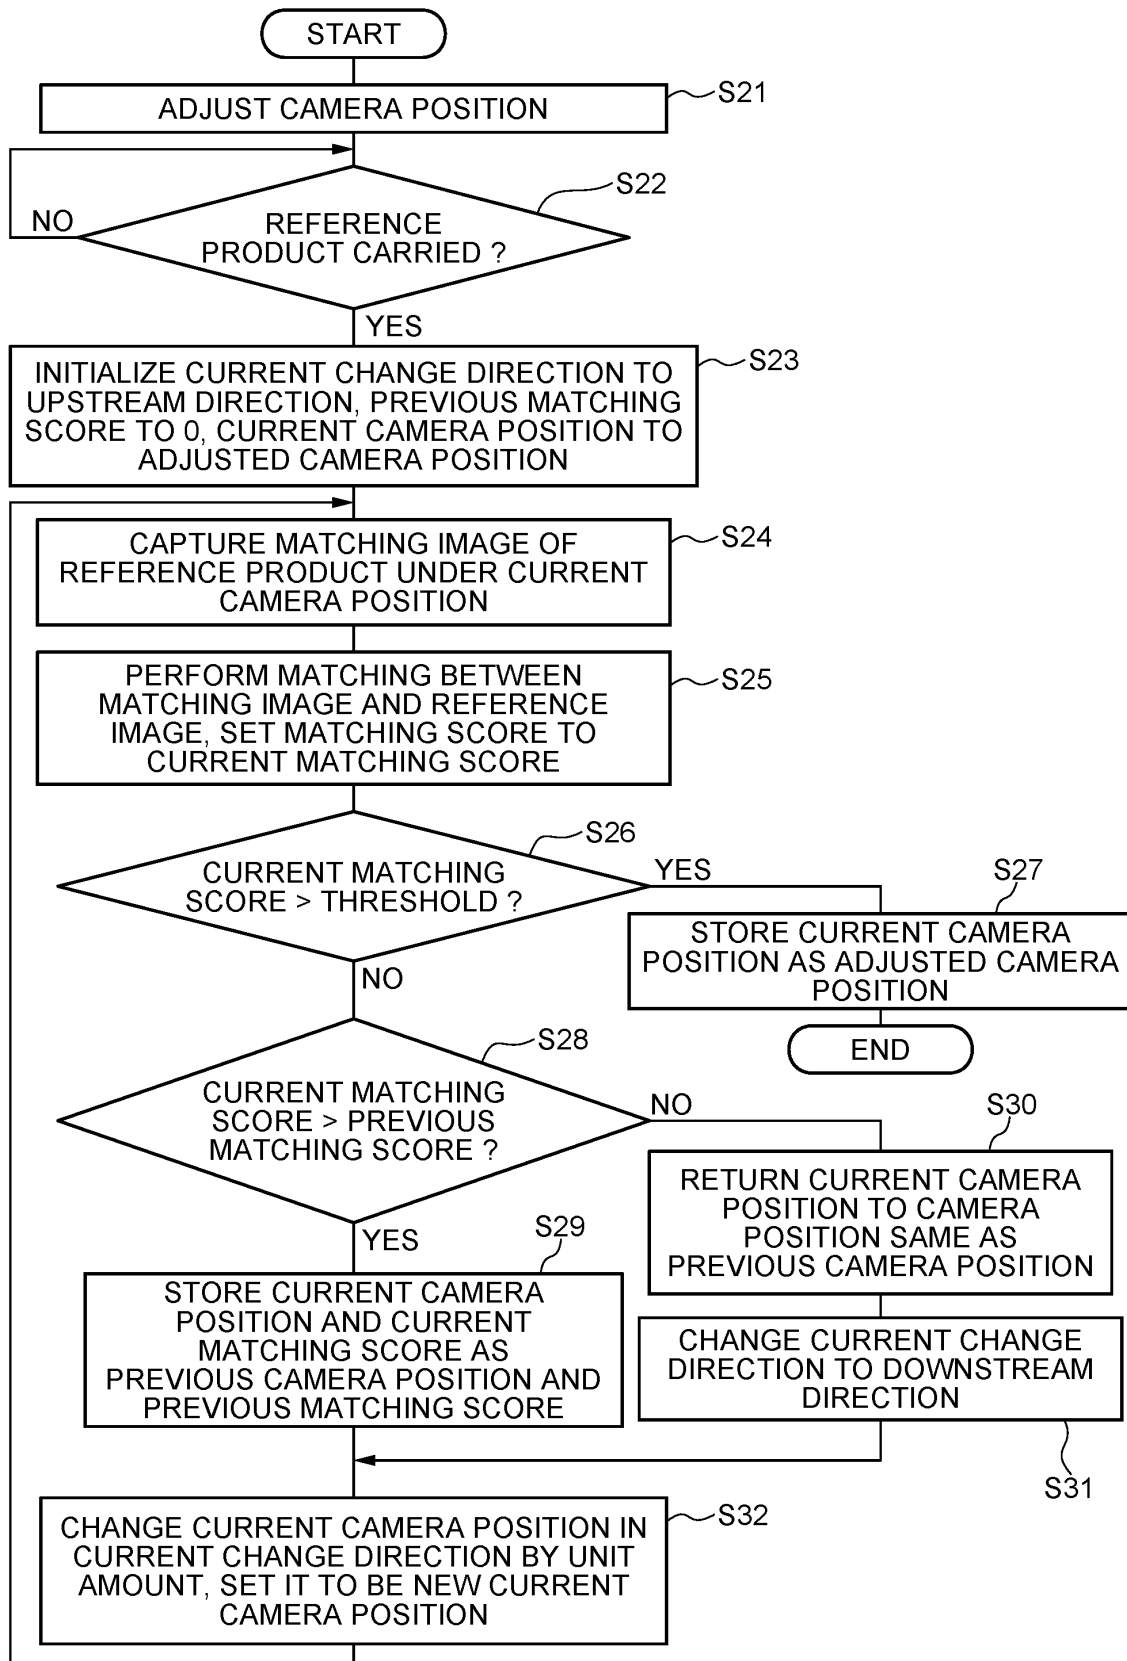 START
ADJUST CAMERA POSITION
S21
S22
NO
REFERENCE
PRODUCT CARRIED ?
YES
S23
INITIALIZE CURRENT CHANGE DIRECTION TO
UPSTREAM DIRECTION, PREVIOUS MATCHING
SCORE TO 0, CURRENT CAMERA POSITION TO
ADJUSTED CAMERA POSITION
S24
CAPTURE MATCHING IMAGE OF
REFERENCE PRODUCT UNDER CURRENT
CAMERA POSITION
S25
PERFORM MATCHING BETWEEN
MATCHING IMAGE AND REFERENCE
IMAGE, SET MATCHING SCORE TO
CURRENT MATCHING SCORE
S26
CURRENT MATCHING
SCORE > THRESHOLD ?
YES
S27
STORE CURRENT CAMERA
POSITION AS ADJUSTED CAMERA
POSITION
END
NO
S28
CURRENT MATCHING
SCORE > PREVIOUS
MATCHING SCORE ?
NO
S30
RETURN CURRENT CAMERA
POSITION TO CAMERA
POSITION SAME AS
PREVIOUS CAMERA POSITION
YES
S29
STORE CURRENT CAMERA
POSITION AND CURRENT
MATCHING SCORE AS
PREVIOUS CAMERA POSITION AND
PREVIOUS MATCHING SCORE
CHANGE CURRENT CHANGE
DIRECTION TO DOWNSTREAM
DIRECTION
S31
S32
CHANGE CURRENT CAMERA POSITION IN
CURRENT CHANGE DIRECTION BY UNIT
AMOUNT, SET IT TO BE NEW CURRENT
CAMERA POSITION